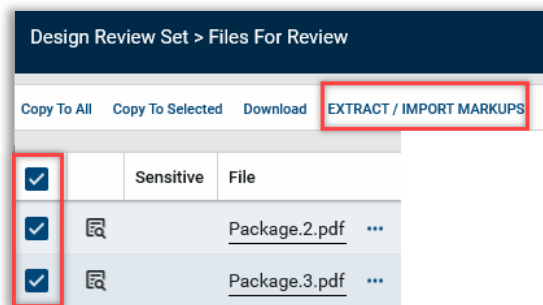 Design Review Set > Files For Review
Copy To All Copy To Selected Download EXTRACT / IMPORT MARKUPS
Sensitive File
Package.2.pdf ...
Package.3.pdf ...